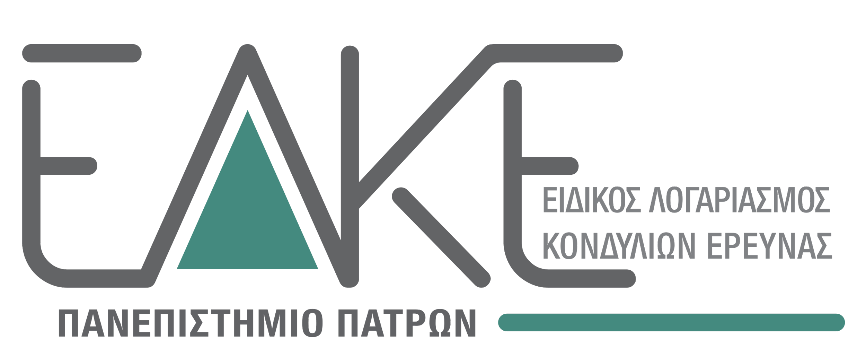 ΕΛΚΕ
ΕΙΔΙΚΟΣ ΛΟΓΑΡΙΑΣΜΟΣ
ΚΟΝΔΥΛΙΩΝ ΕΡΕΥΝΑΣ
ΠΑΝΕΠΙΣΤΗΜΙΟ ΠΑΤΡΩΝ